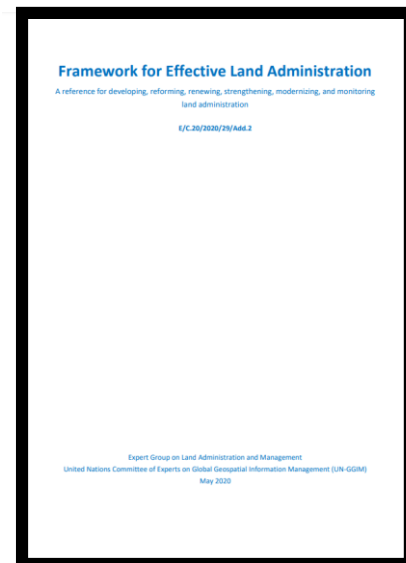 Framework for Effective Land Administration
A reference for developing, reforming, renewing, strengthening, modernizing, and monitoring
land administration
E/C.20/2020/29/Add.2
Expert Group on Land Administration and Management
United Nations Committee of Experts on Global Geospatial Information Management (UN-GGIM)
May 2020